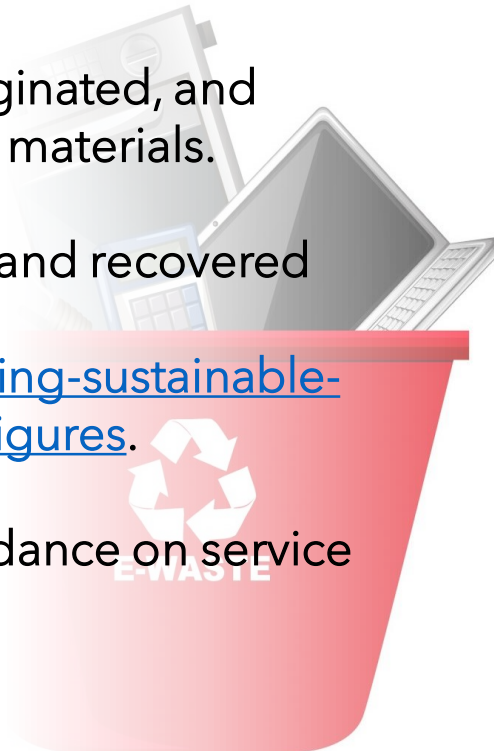 ginated, and
materials.
and recovered
ing-sustainable-
igures.
dance on service
E-WASTE